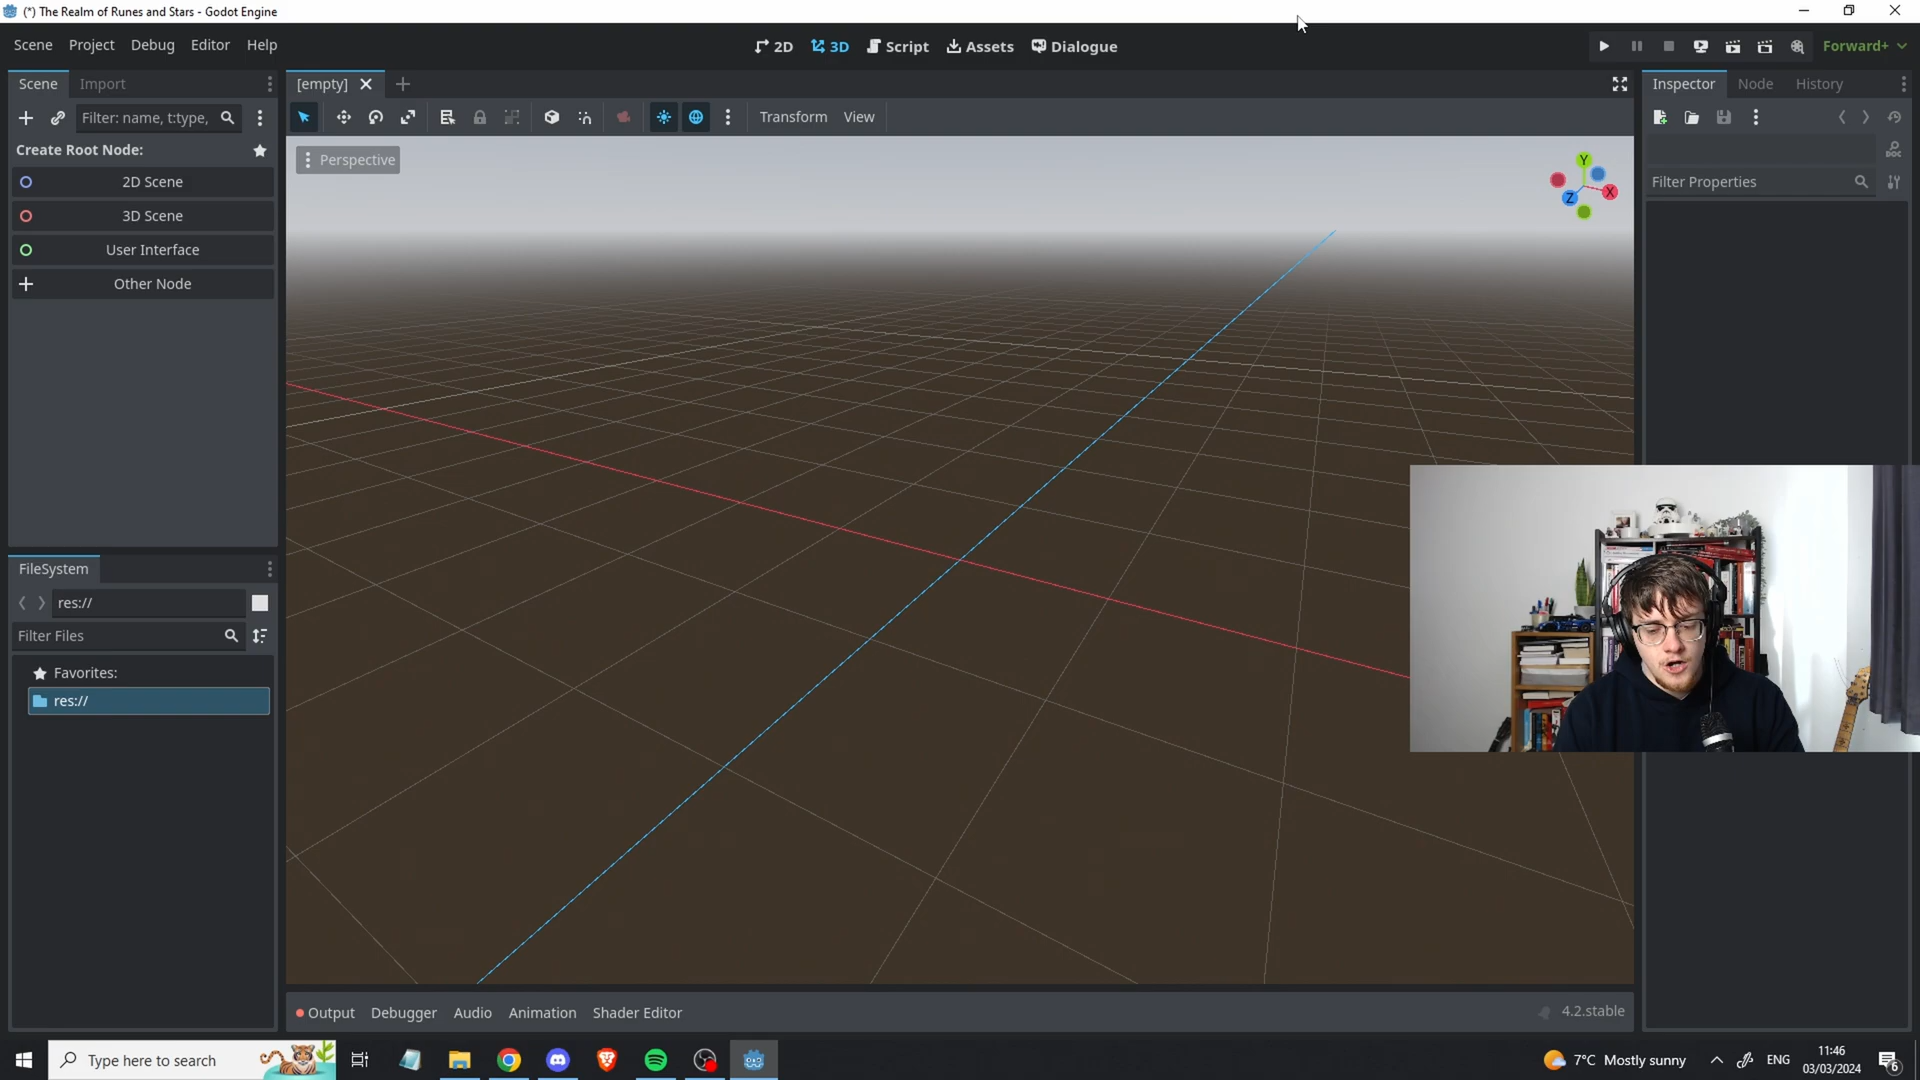 (*) The Realm of Runes and Stars - Godot Engine
Scene Project Debug Editor Help
2D 3D Script Assets Dialogue
Forward+
Scene Import
[empty]
Inspector Node History
Filter: name, t:type,
Transform View
Create Root Node:
DOC
Perspective
Y
X
Z
2D Scene
Filter Properties
3D Scene
User Interface
Other Node
FileSystem
res://
Filter Files
Favorites:
res://
Output Debugger Audio Animation Shader Editor
4.2.stable
Type here to search
7°C Mostly sunny
ENG
11:46
03/03/2024
6